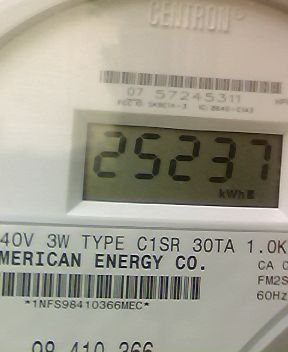 CENTRON®
07 57245311
25237
kWh
40V 3W TYPE C1SR 30TA 1.0K
MERICAN ENERGY CO.
CA 0
FM2S
*1NFS98410366MEC*
60Hz
98 410 366